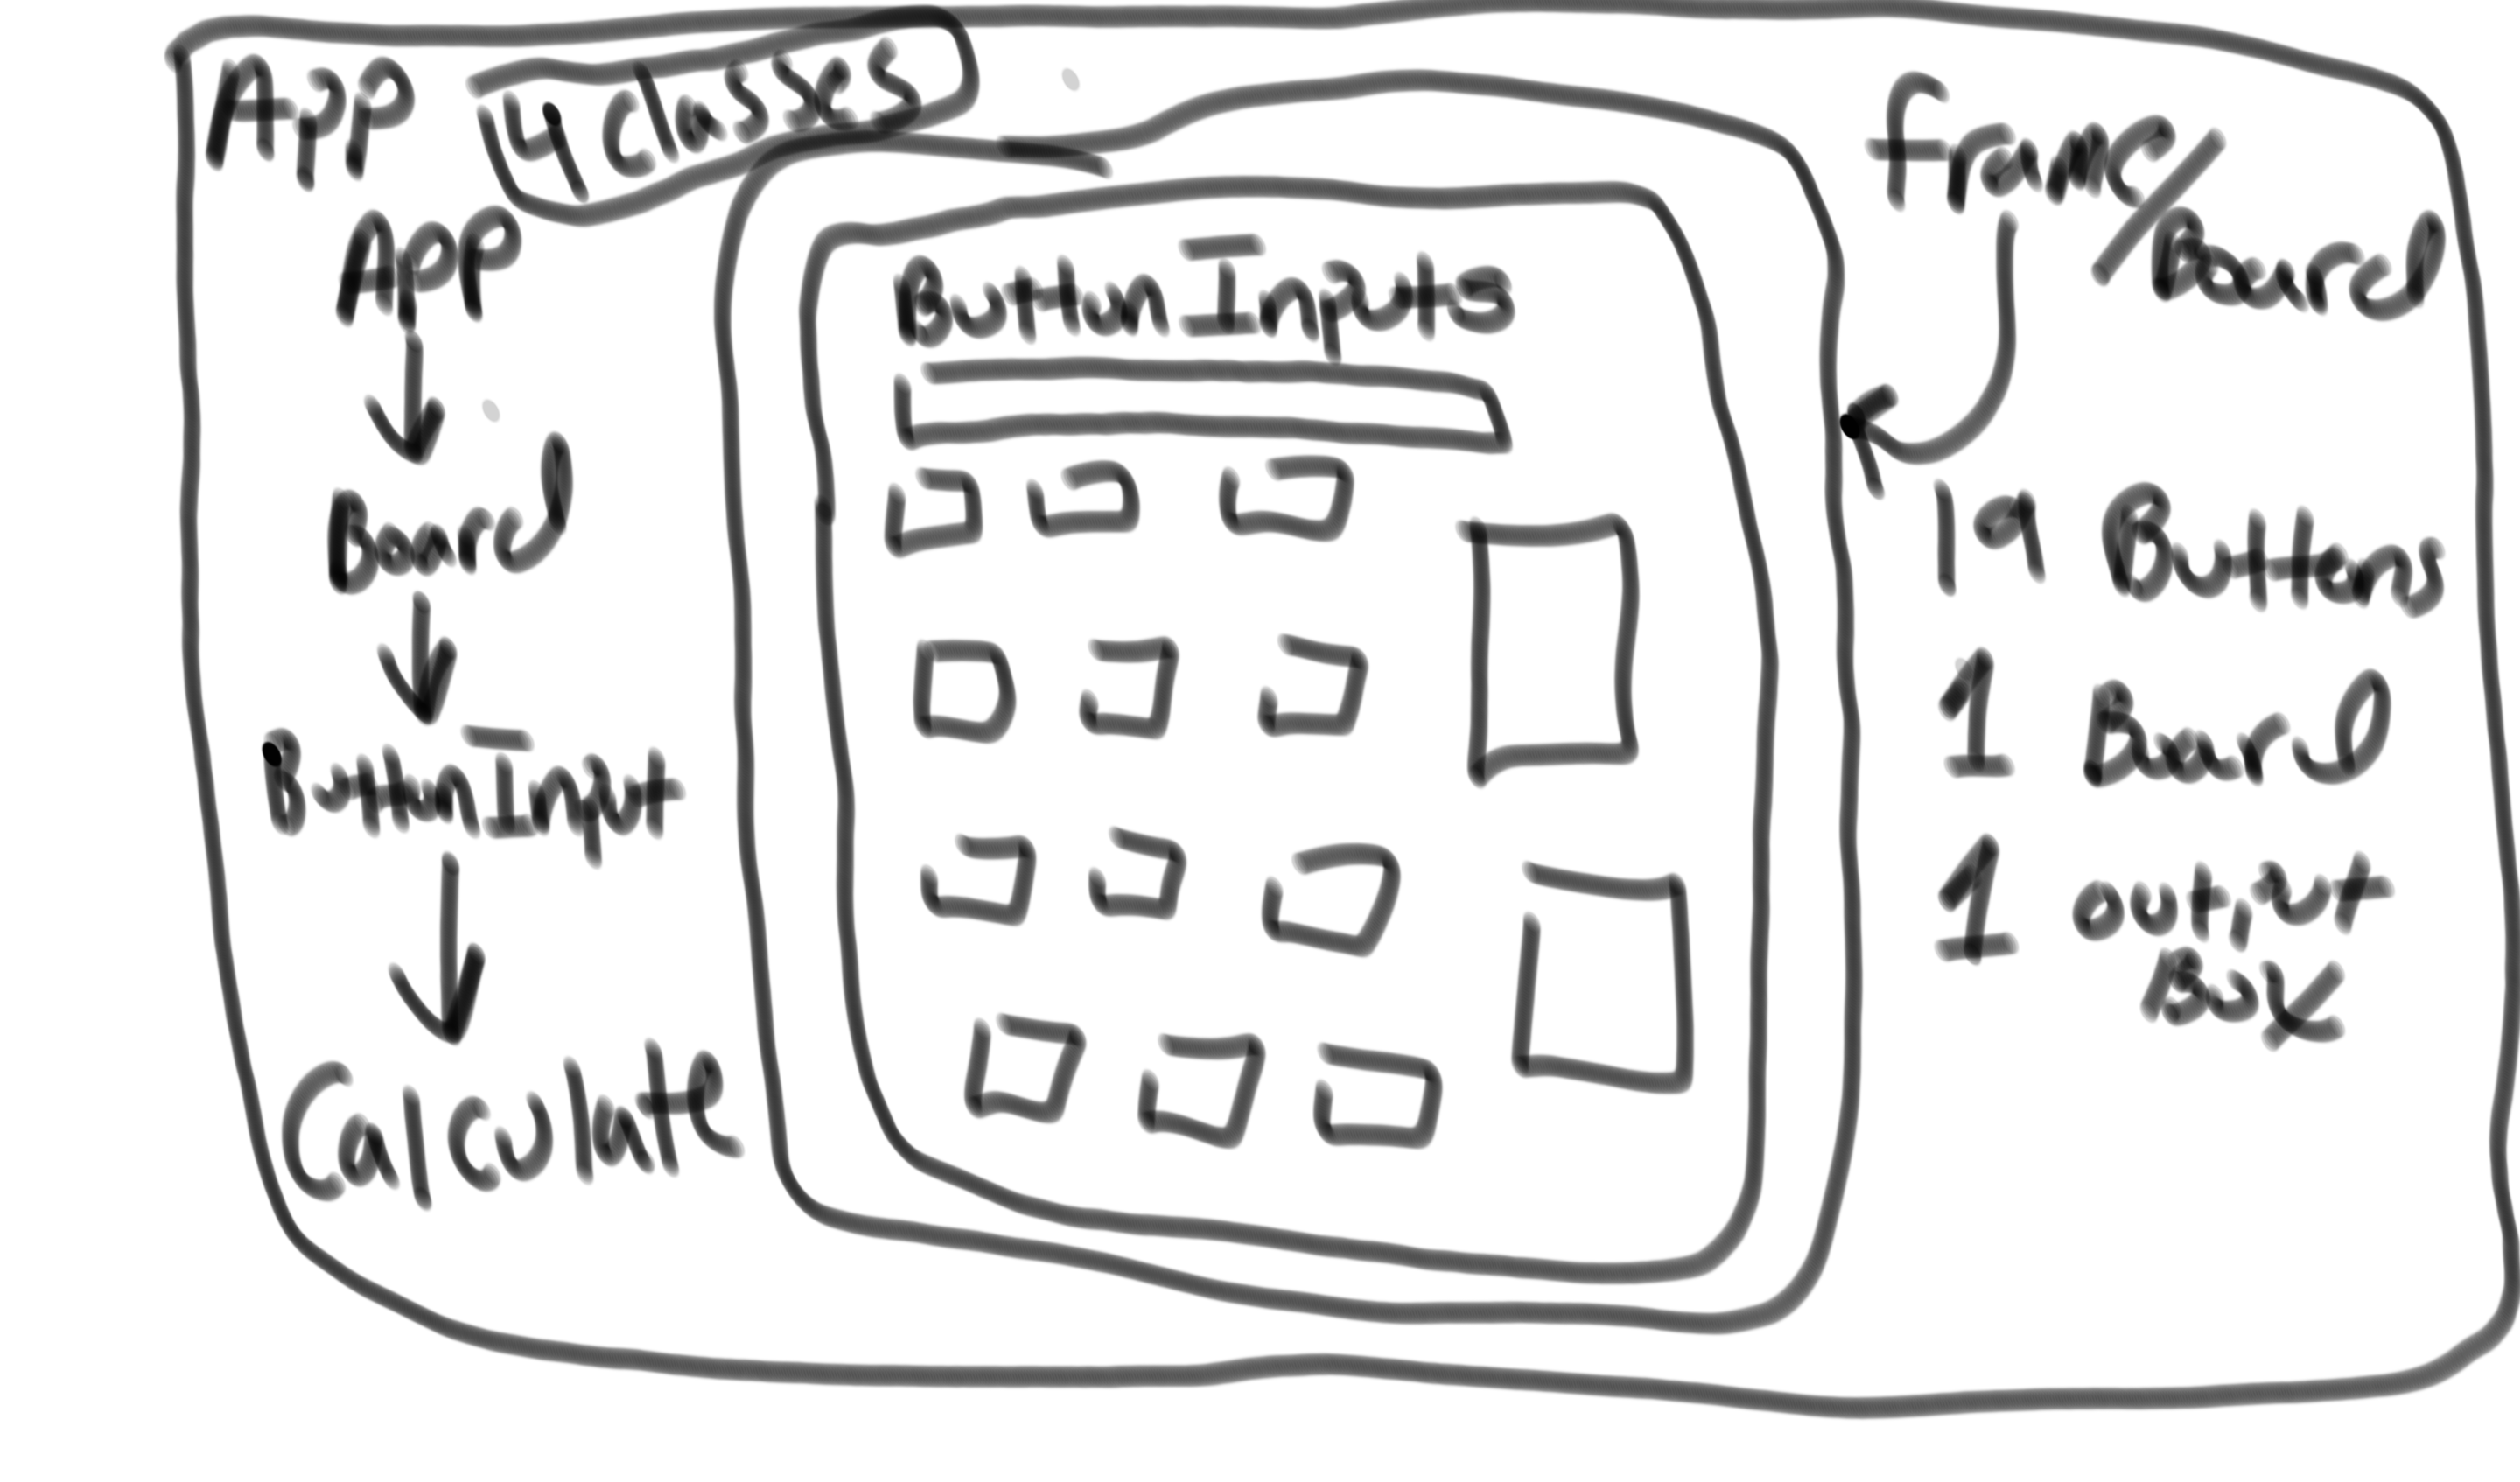 App
4 classes
App
Board
ButtonInput
Calculate
ButtonInputs
frame/
Board
19 Buttons
1 Board
1 output
Box